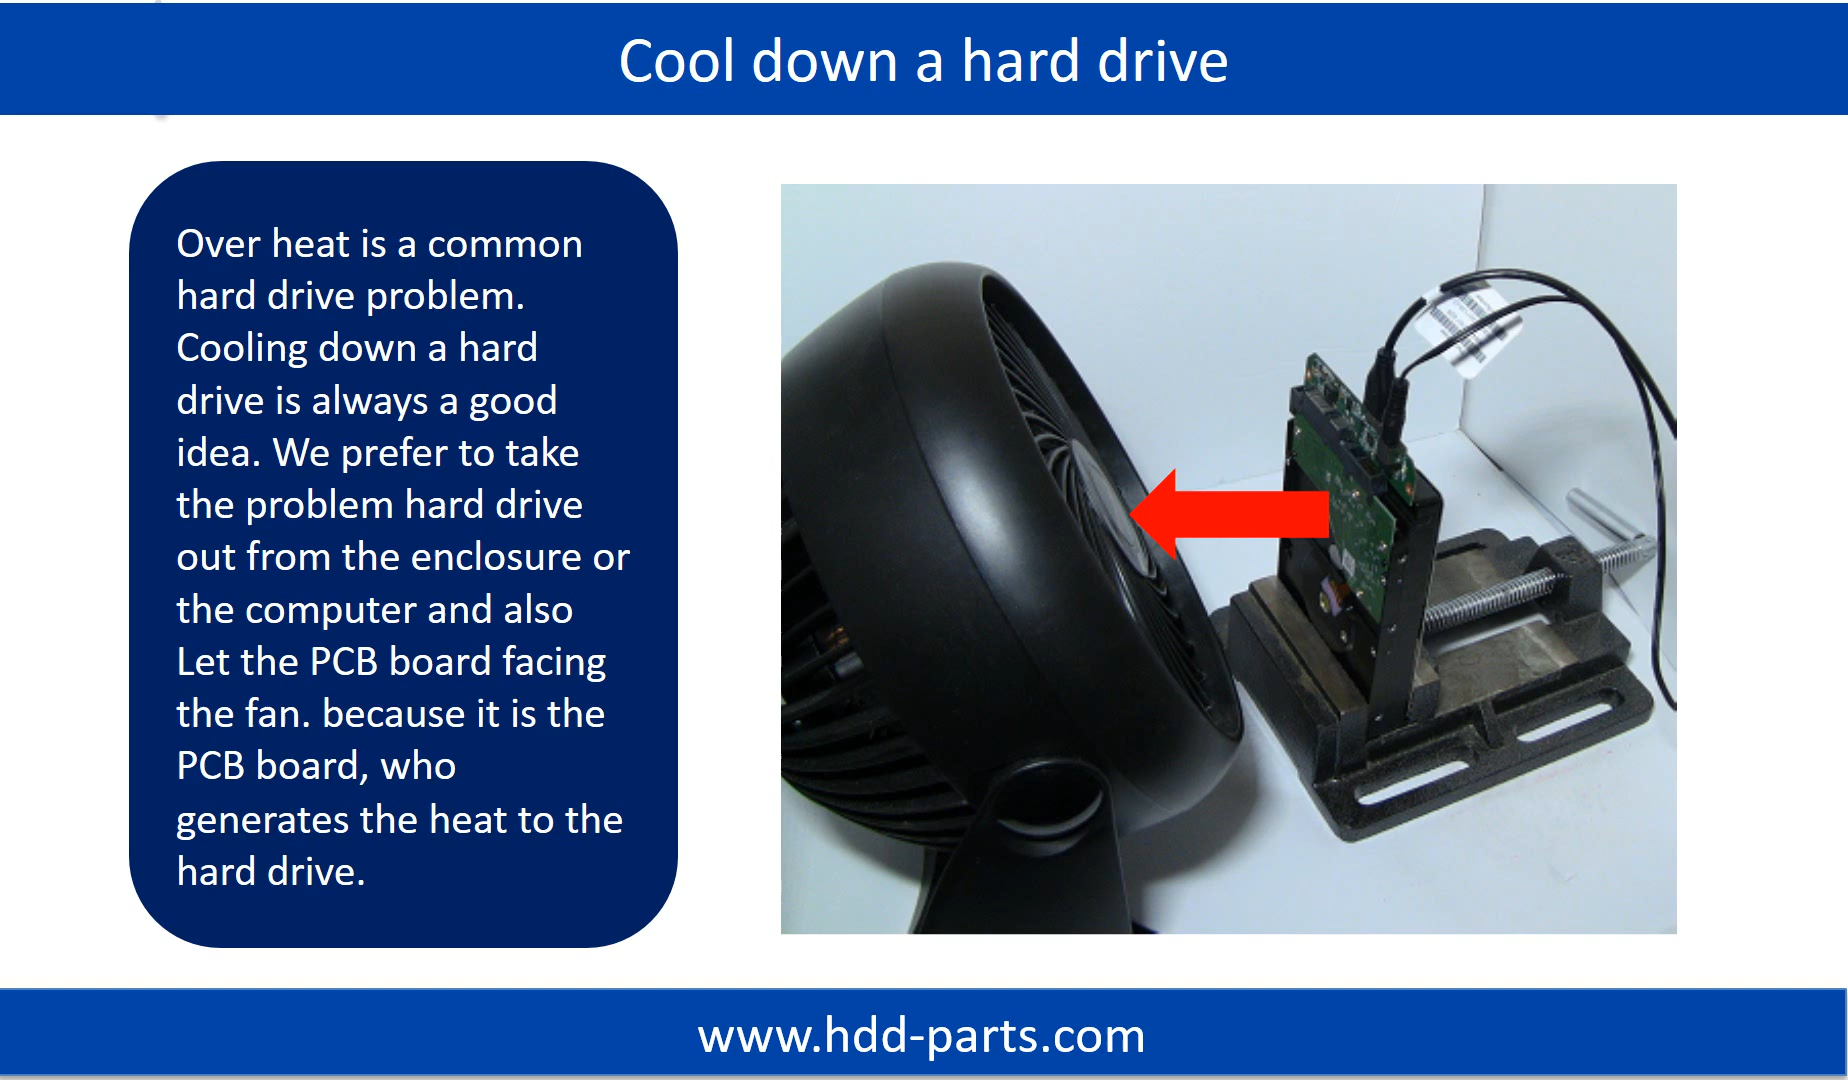 Cool down a hard drive
Over heat is a common
hard drive problem.
Cooling down a hard
drive is always a good
idea. We prefer to take
the problem hard drive
out from the enclosure or
the computer and also
Let the PCB board facing
the fan. because it is the
PCB board, who
generates the heat to the
hard drive.
www.hdd-parts.com